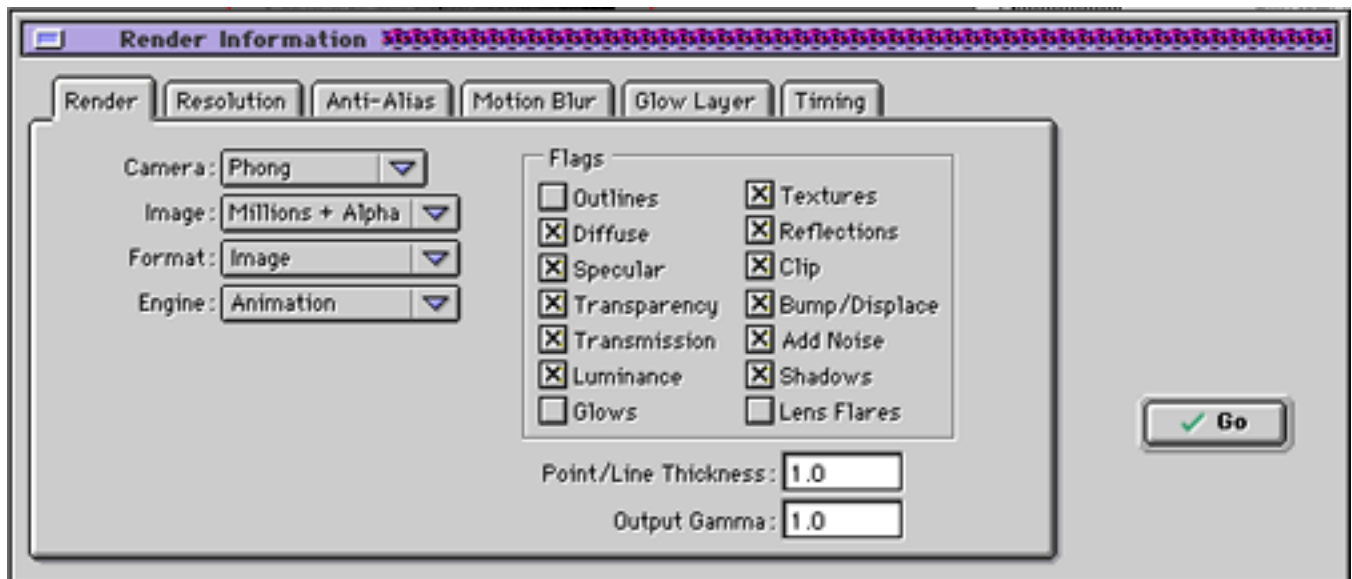 Render Information
Render Resolution Anti-Alias Motion Blur Glow Layer Timing
Camera: Phong
Image: Millions + Alpha
Format: Image
Engine: Animation
Flags
Outlines Textures
Diffuse Reflections
Specular Clip
Transparency Bump/Displace
Transmission Add Noise
Luminance Shadows
Glows Lens Flares
Go
Point/Line Thickness: 1.0
Output Gamma: 1.0